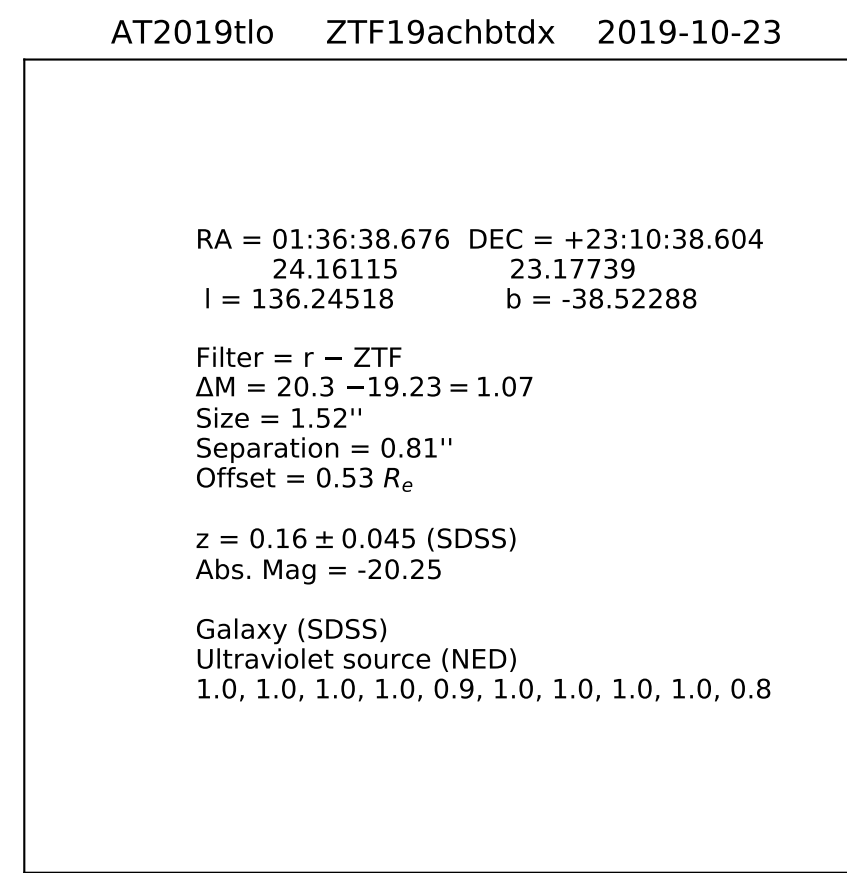 AT2019tlo ZTF19achbtdx 2019-10-23
RA = 01:36:38.676 DEC = +23:10:38.604
24.16115 23.17739
l = 136.24518 b = -38.52288
Filter = r − ZTF
ΔM = 20.3 −19.23 = 1.07
Size = 1.52''
Separation = 0.81''
Offset = 0.53 Rₑ
z = 0.16 ± 0.045 (SDSS)
Abs. Mag = -20.25
Galaxy (SDSS)
Ultraviolet source (NED)
1.0, 1.0, 1.0, 1.0, 0.9, 1.0, 1.0, 1.0, 1.0, 0.8